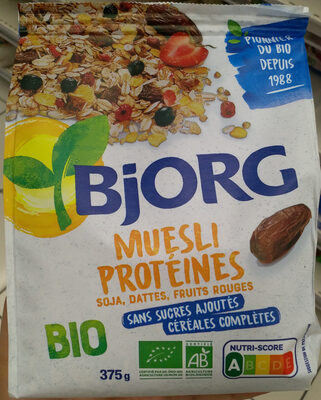 PIONNIER
DU BIO
DEPUIS
1988
BjORG
MUESLI
PROTÉINES
SOJA, DATTES, FRUITS ROUGES
SANS SUCRES AJOUTÉS
CÉRÉALES COMPLÈTES
BIO
CERTIFIÉ
AB
AGRICULTURE
BIOLOGIQUE
NUTRI-SCORE
A B C D E
375g